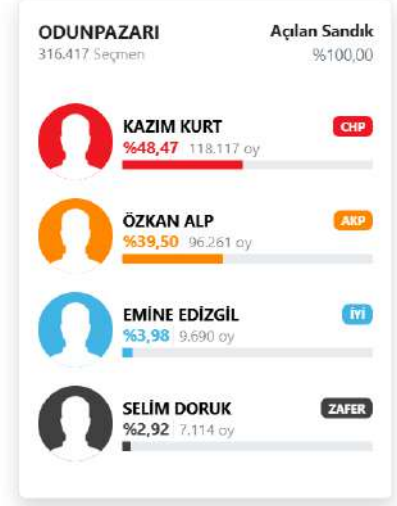 ODUNPAZARI Açılan Sandık
316.417 Seçmen %100,00
KAZIM KURT CHP
%48,47 118.117 oy
ÖZKAN ALP AKP
%39,50 96.261 oy
EMİNE EDİZGİL İYİ
%3,98 9.690 oy
SELİM DORUK ZAFER
%2,92 7.114 oy